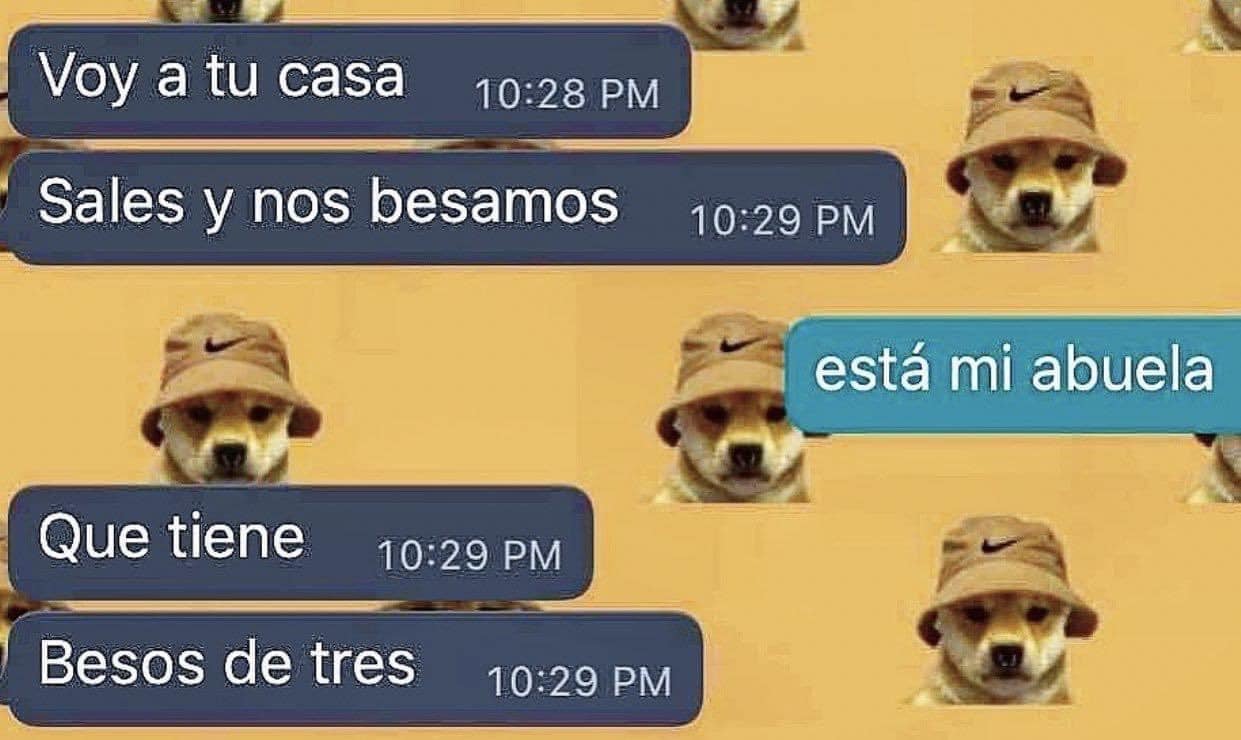 Voy a tu casa 10:28 PM
Sales y nos besamos 10:29 PM
está mi abuela
Que tiene 10:29 PM
Besos de tres 10:29 PM